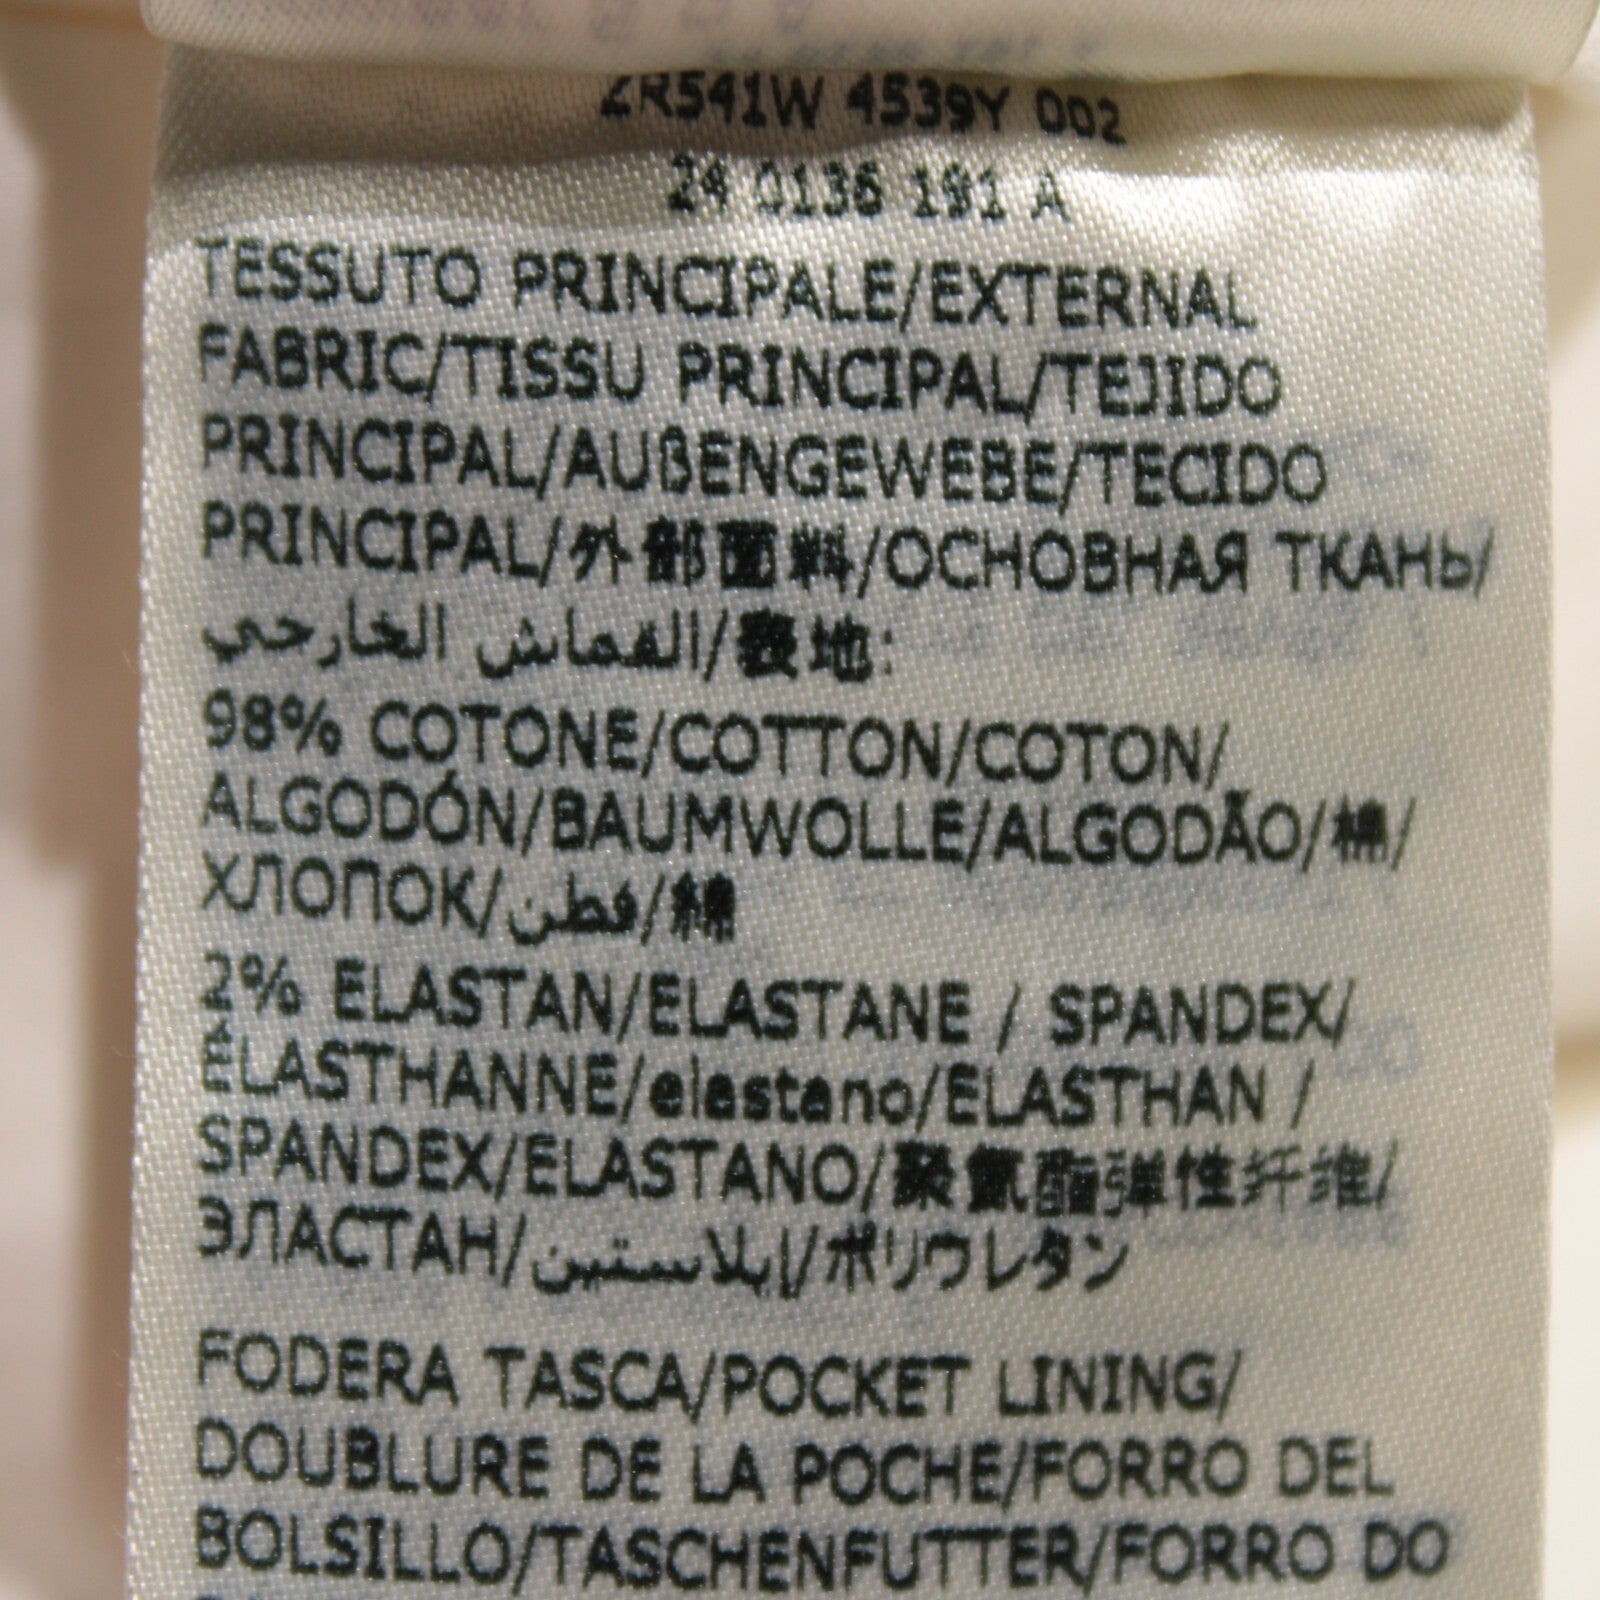 ZR541W 4539Y 002
24 0136 191 A
TESSUTO PRINCIPALE/EXTERNAL
FABRIC/TISSU PRINCIPAL/TEJIDO
PRINCIPAL/AUßENGEWEBE/TECIDO
PRINCIPAL/外部面料/ОСНОВНАЯ ТКАНЬ/
القماش الخارجي/表地:
98% COTONE/COTTON/COTON/
ALGODÓN/BAUMWOLLE/ALGODÃO/棉/
ХЛОПОК/قطن/綿
2% ELASTAN/ELASTANE / SPANDEX/
ÉLASTHANNE/elastano/ELASTHAN /
SPANDEX/ELASTANO/聚氨酯弹性纤维/
ЭЛАСТАН/إيلاستين/ポリウレタン
FODERA TASCA/POCKET LINING/
DOUBLURE DE LA POCHE/FORRO DEL
BOLSILLO/TASCHENFUTTER/FORRO DO